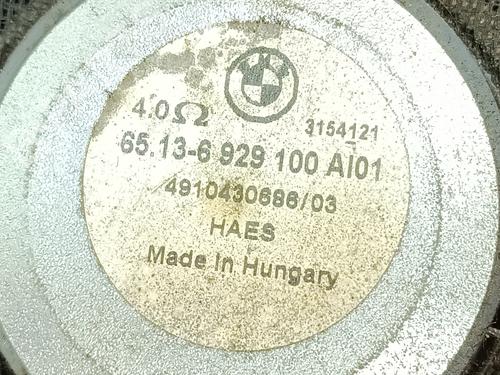 4.0Ω
3154121
65.13-6 929 100 AI01
4910430686/03
HAES
Made In Hungary